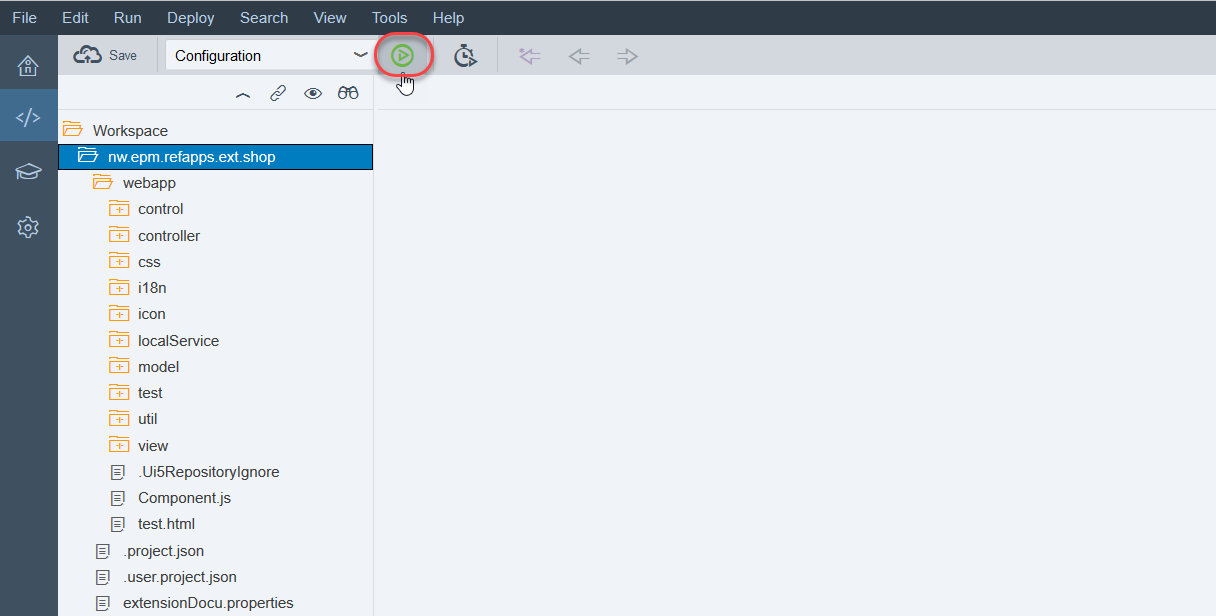 File Edit Run Deploy Search View Tools Help
Save Configuration
Workspace
nw.epm.refapps.ext.shop
webapp
control
controller
css
i18n
icon
localService
model
test
util
view
.Ui5RepositoryIgnore
Component.js
test.html
.project.json
.user.project.json
extensionDocu.properties